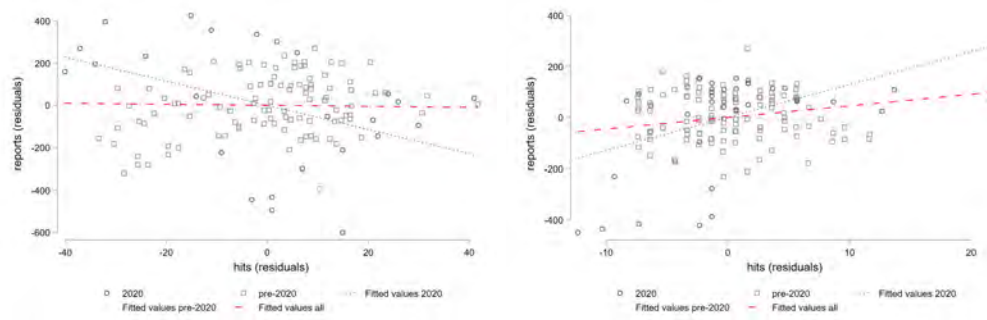 400
200
0
-200
-400
-600
reports (residuals)
-40
-20
0
20
40
hits (residuals)
2020
pre-2020
Fitted values 2020
Fitted values pre-2020
Fitted values all
400
200
0
-200
-400
reports (residuals)
-10
0
10
20
hits (residuals)
2020
pre-2020
Fitted values 2020
Fitted values pre-2020
Fitted values all